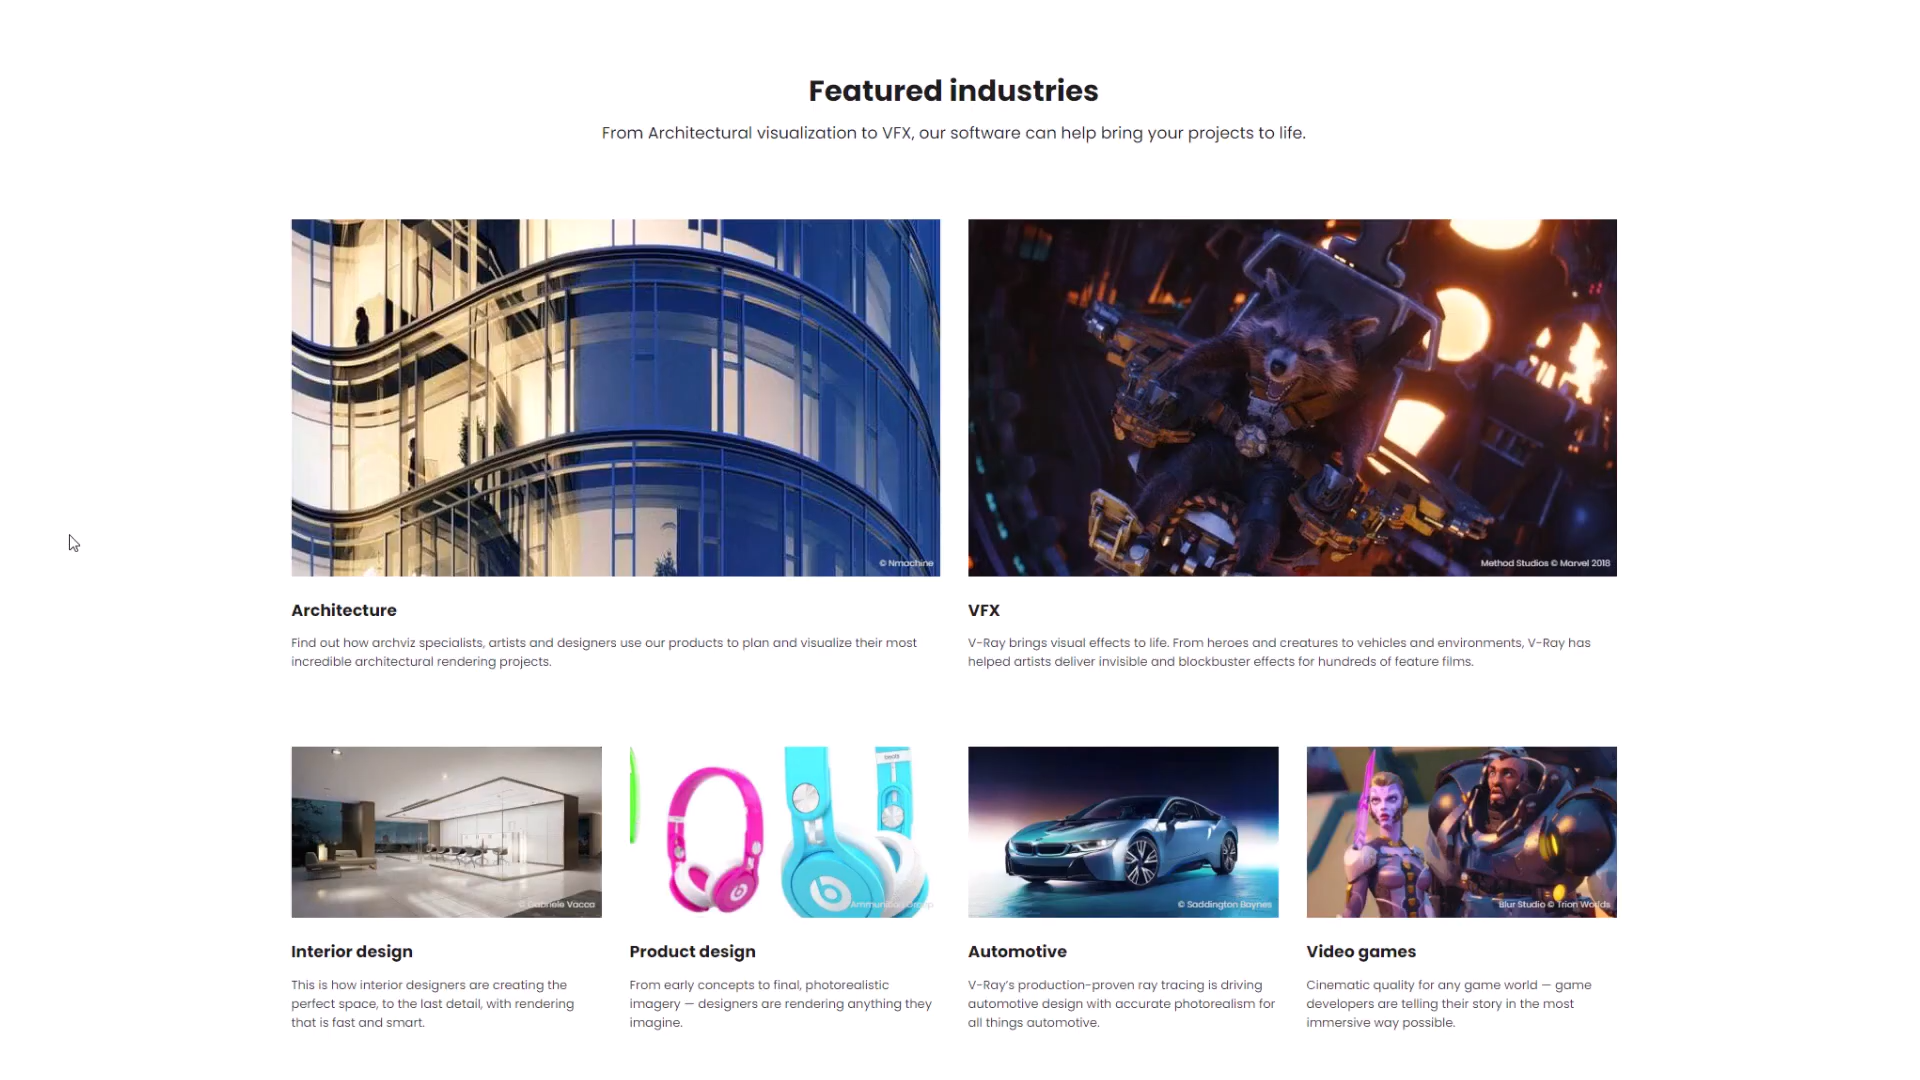 Featured industries
From Architectural visualization to VFX, our software can help bring your projects to life.
© Nmachine
Method Studios © Marvel 2018
Architecture
Find out how archviz specialists, artists and designers use our products to plan and visualize their most
incredible architectural rendering projects.
VFX
V-Ray brings visual effects to life. From heroes and creatures to vehicles and environments, V-Ray has
helped artists deliver invisible and blockbuster effects for hundreds of feature films.
© Gabriele Vacca
© Saddington Baynes
Blur Studio © Trion Worlds
Interior design
This is how interior designers are creating the
perfect space, to the last detail, with rendering
that is fast and smart.
Product design
From early concepts to final, photorealistic
imagery — designers are rendering anything they
imagine.
Automotive
V-Ray's production-proven ray tracing is driving
automotive design with accurate photorealism for
all things automotive.
Video games
Cinematic quality for any game world — game
developers are telling their story in the most
immersive way possible.